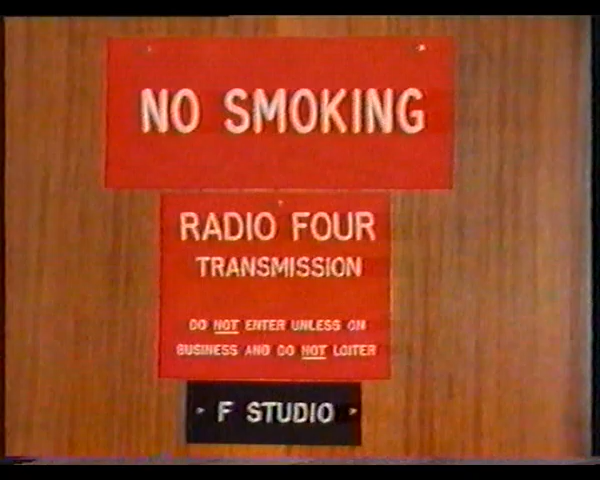 NO SMOKING
RADIO FOUR
TRANSMISSION
DO NOT ENTER UNLESS ON
BUSINESS AND DO NOT LOITER
F STUDIO